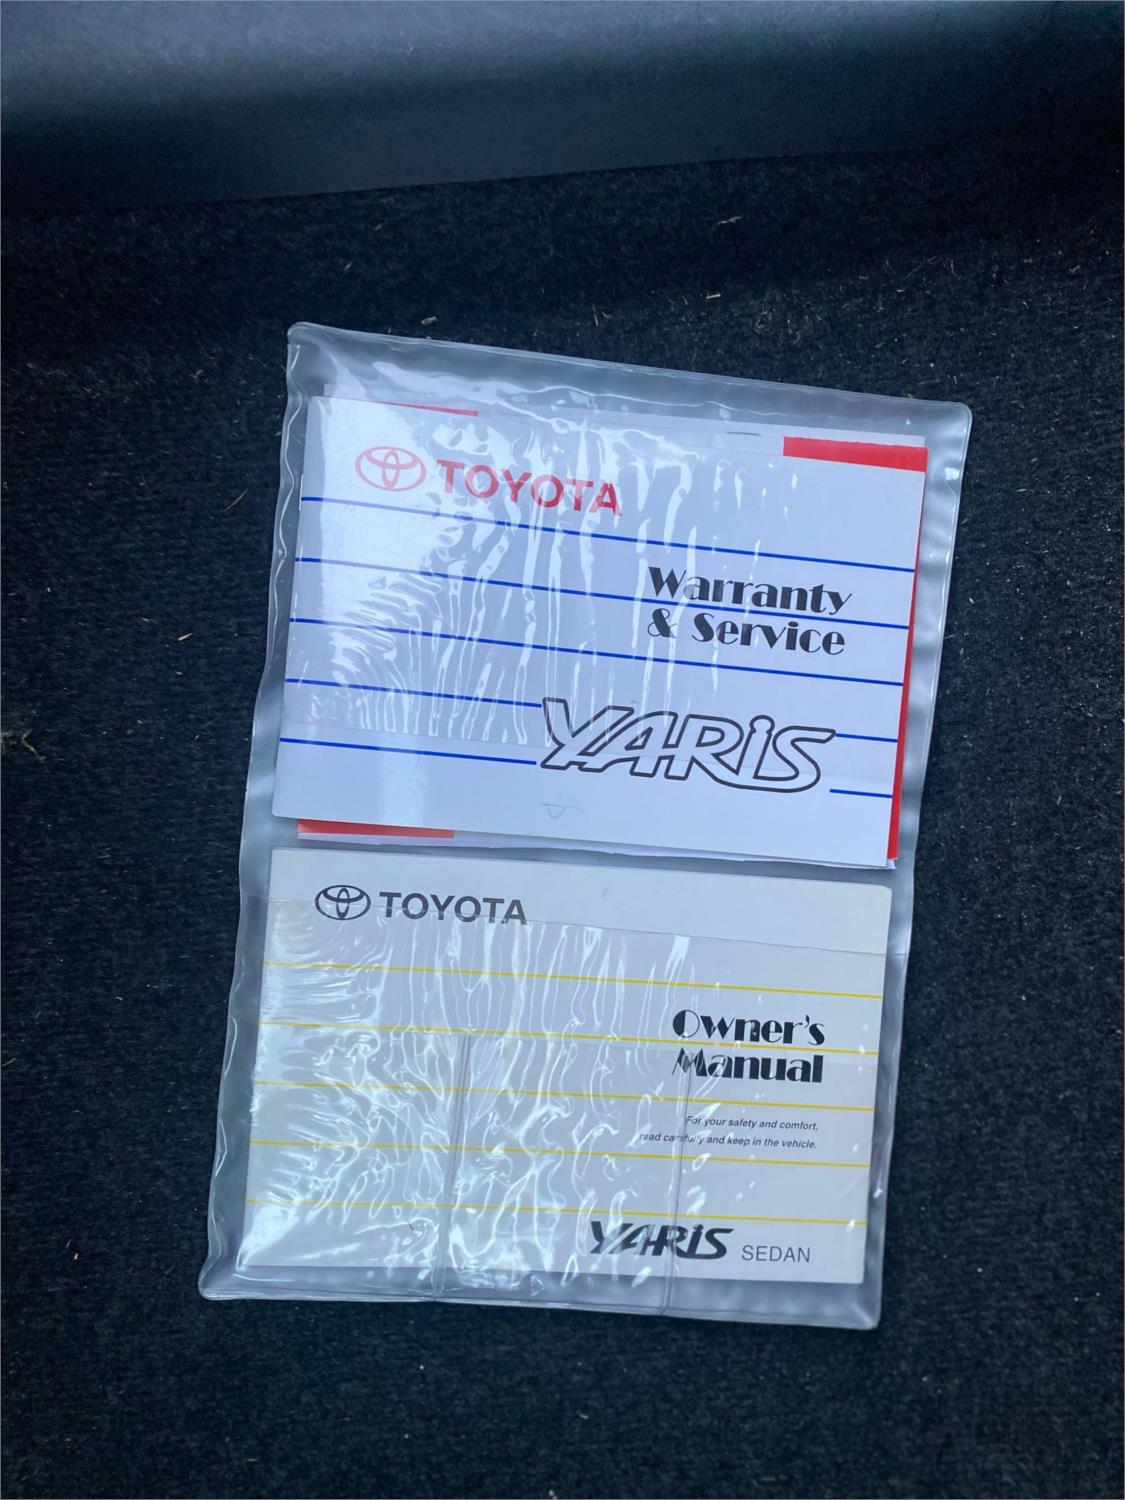 TOYOTA
Warranty
& Service
YARIS
TOYOTA
Owner's
Manual
For your safety and comfort,
read carefully and keep in the vehicle.
YARIS SEDAN